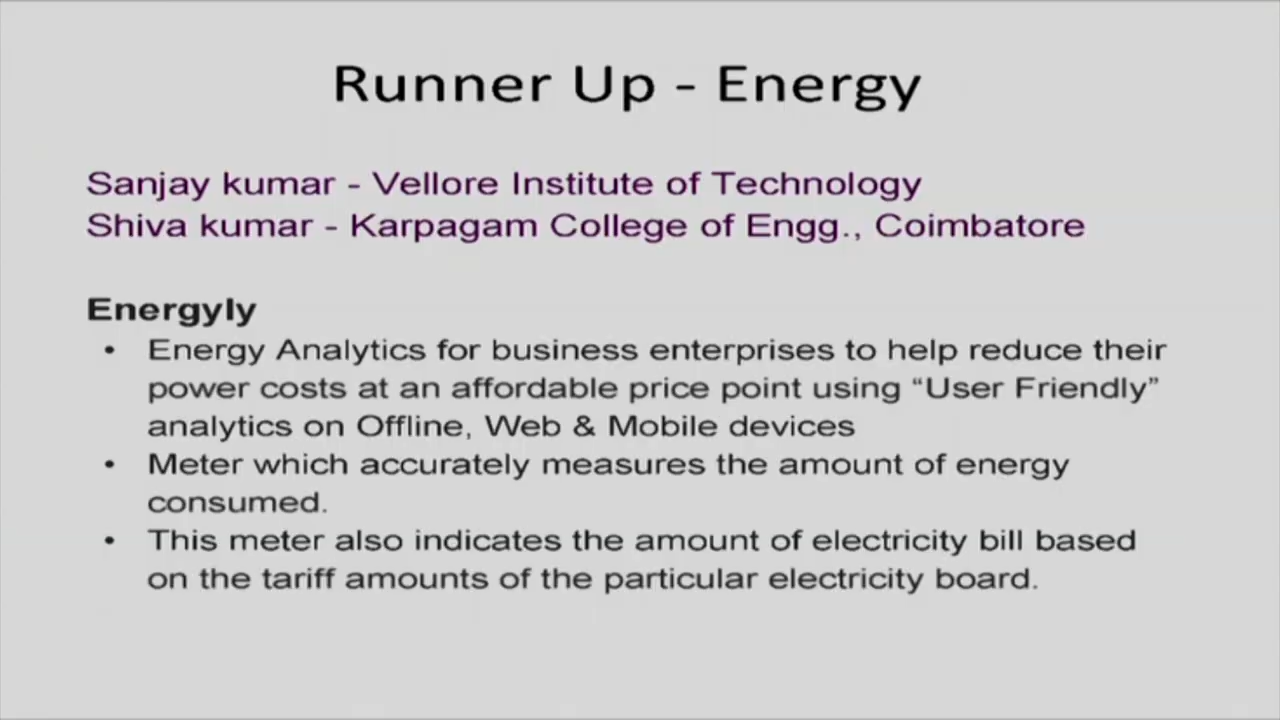 Runner Up - Energy
Sanjay kumar - Vellore Institute of Technology
Shiva kumar - Karpagam College of Engg., Coimbatore
Energyly
• Energy Analytics for business enterprises to help reduce their
power costs at an affordable price point using “User Friendly”
analytics on Offline, Web & Mobile devices
• Meter which accurately measures the amount of energy
consumed.
• This meter also indicates the amount of electricity bill based
on the tariff amounts of the particular electricity board.